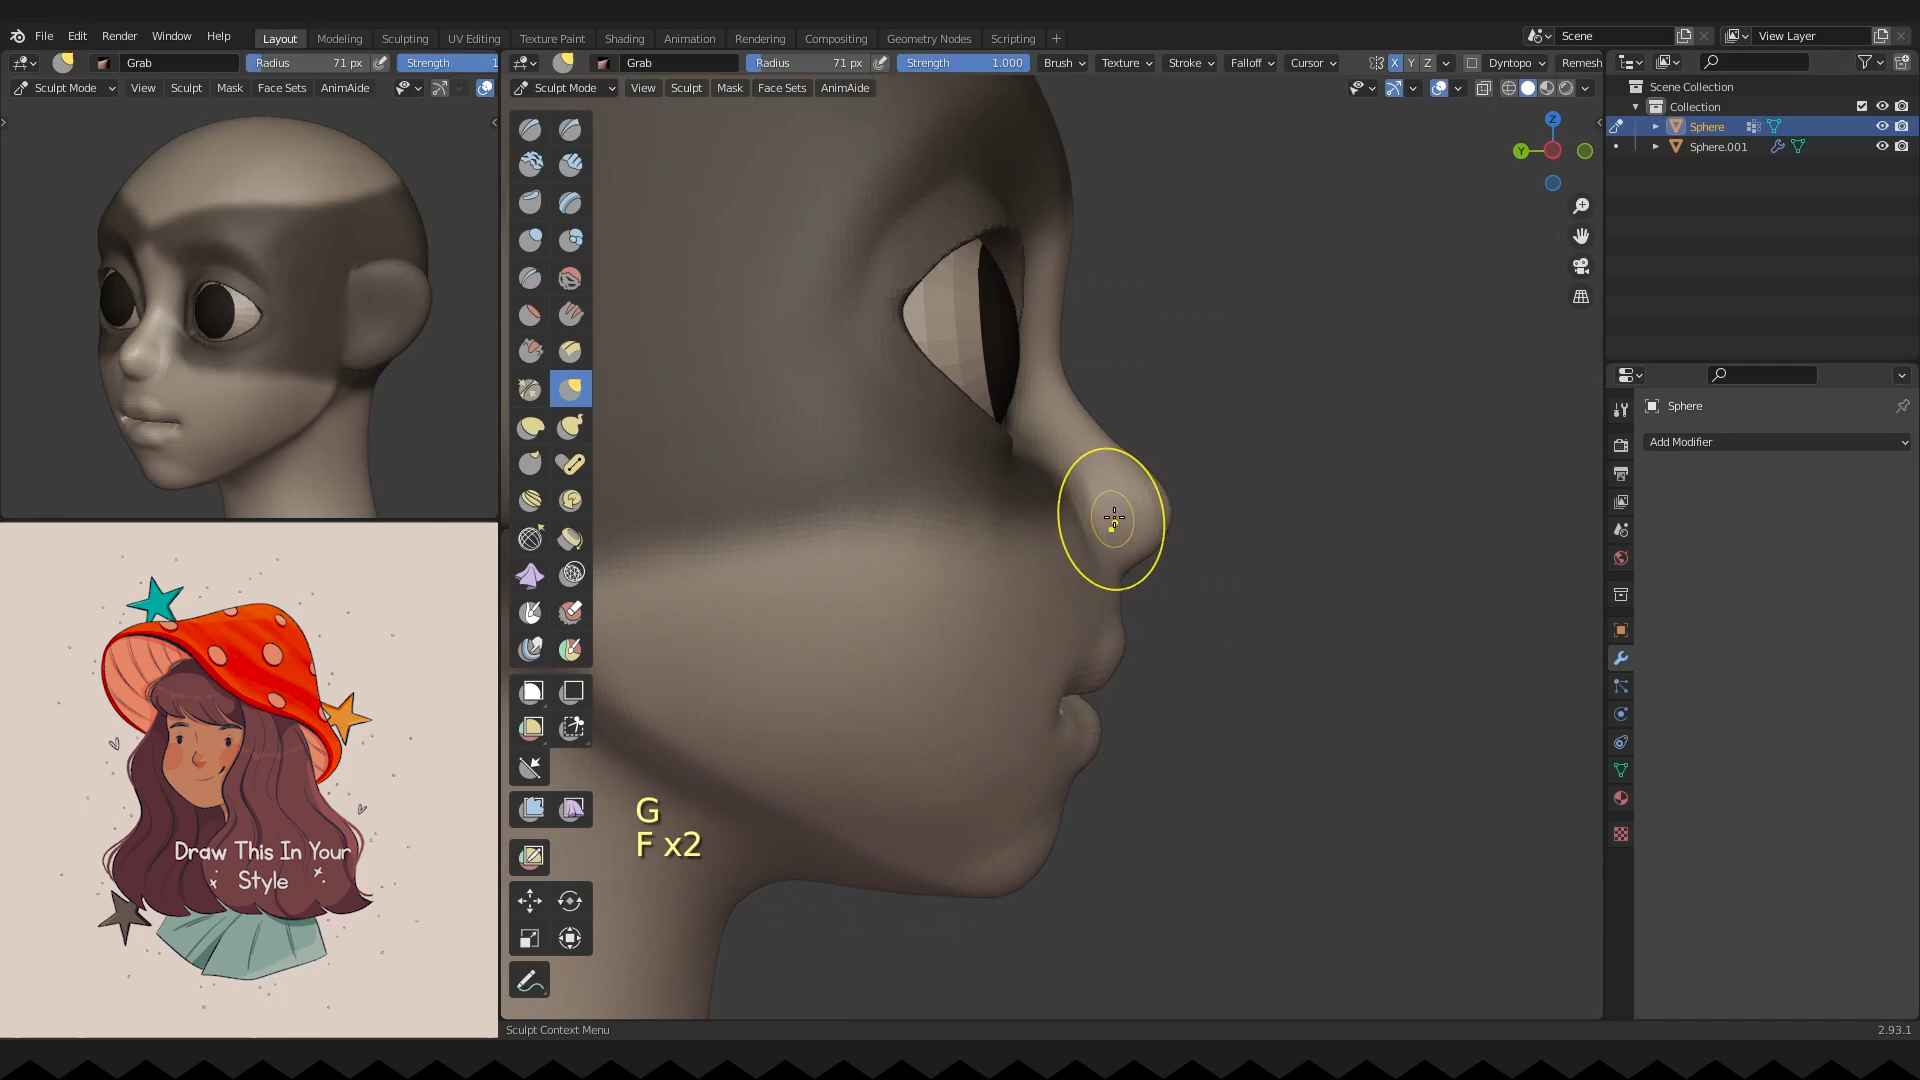 File Edit Render Window Help Layout Modeling Sculpting UV Editing Texture Paint Shading Animation Rendering Compositing Geometry Nodes Scripting + Scene View Layer
Grab Radius 71 px Strength 1 Grab Radius 71 px Strength 1.000 Brush Texture Stroke Falloff Cursor X Y Z Dyntopo Remesh
Sculpt Mode View Sculpt Mask Face Sets AnimAide Sculpt Mode View Sculpt Mask Face Sets AnimAide
Scene Collection
Collection
Sphere
Sphere.001
Z
Y
Sphere
Add Modifier
G
F x2
Draw This In Your
Style
Sculpt Context Menu
2.93.1